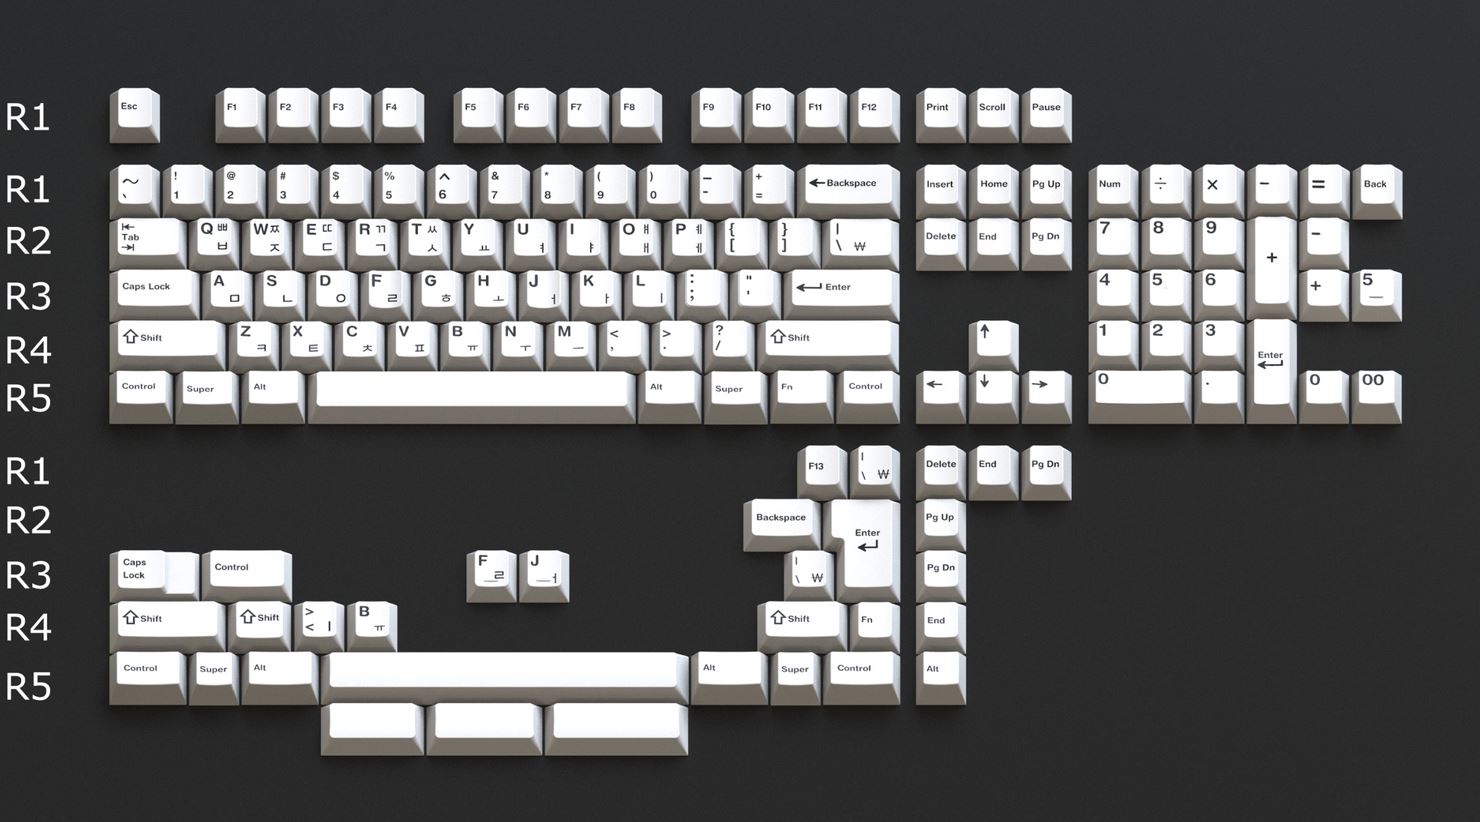 R1 Esc F1 F2 F3 F4 F5 F6 F7 F8 F9 F10 F11 F12 Print Scroll Pause
R1 ~ ` ! 1 @ 2 # 3 $ 4 % 5 ^ 6 & 7 * 8 ( 9 ) 0 – - + = ←Backspace Insert Home Pg Up Num ÷ × − = Back
R2 ⇤ Tab ⇥ Q ㅃ ㅂ W ㅉ ㅈ E ㄸ ㄷ R ㄲ ㄱ T ㅆ ㅅ Y ㅛ U ㅕ I ㅑ O ㅒ ㅐ P ㅖ ㅔ { [ } ] | \ ₩ Delete End Pg Dn 7 8 9 + −
R3 Caps Lock A ㅁ S ㄴ D ㅇ F ㄹ G ㅎ H ㅗ J ㅓ K ㅏ L ㅣ : ; " ' ↵ Enter 4 5 6 + 5
R4 ⇧ Shift Z ㅋ X ㅌ C ㅊ V ㅍ B ㅠ N ㅜ M ㅡ < , > . ? / ⇧ Shift ↑ 1 2 3 Enter ↵
R5 Control Super Alt Alt Super Fn Control ← ↓ → 0 . 0 00
R1 F13 | \ ₩ Delete End Pg Dn
R2 Backspace Enter ↵ Pg Up
R3 Caps Lock Control F ㄹ J ㅓ | \ ₩ Pg Dn
R4 ⇧ Shift ⇧ Shift > < | B ㅠ ⇧ Shift Fn End
R5 Control Super Alt Alt Super Control Alt